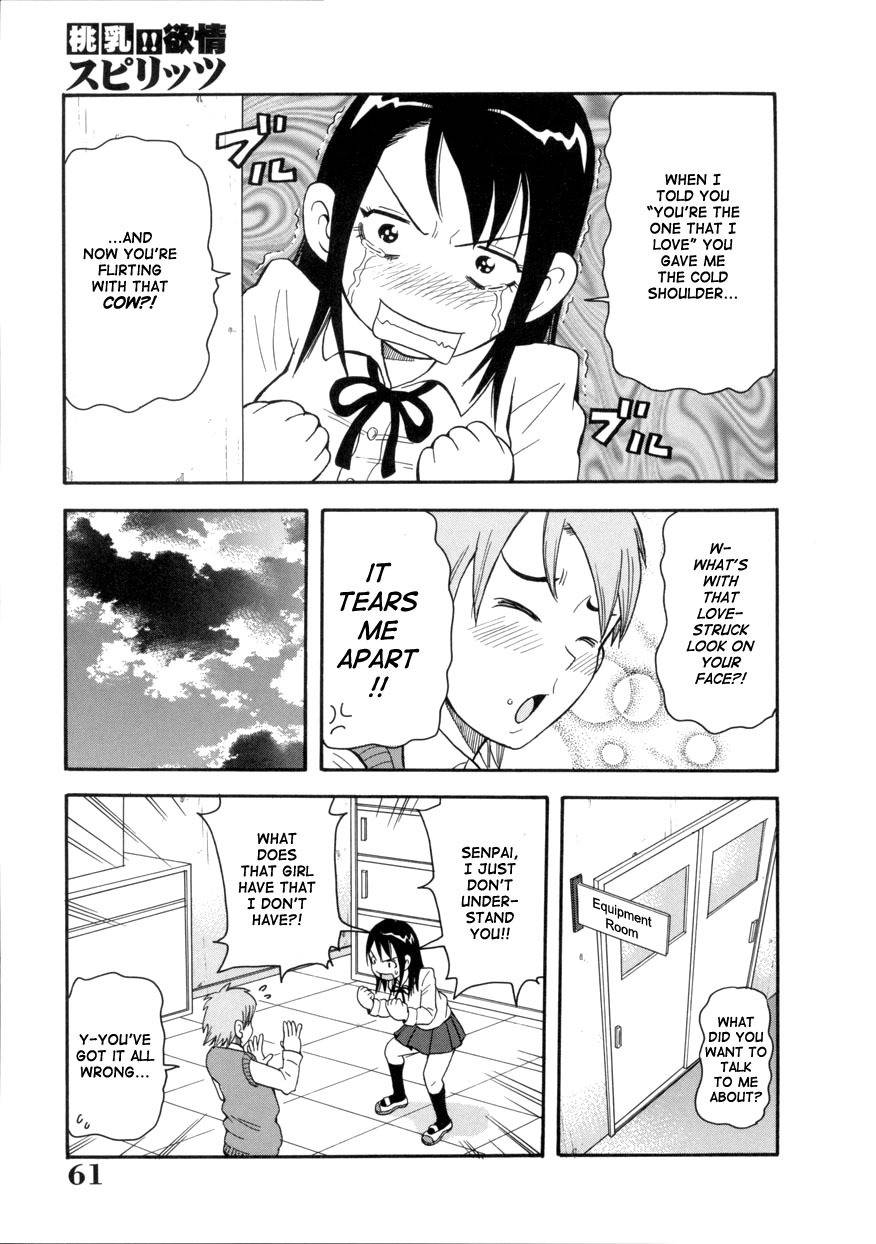 桃乳!!欲情
スピリッツ
WHEN I
TOLD YOU
"YOU'RE THE
ONE THAT I
LOVE" YOU
GAVE ME
THE COLD
SHOULDER...
ブル
ブル
...AND
NOW YOU'RE
FLIRTING
WITH THAT
COW?!
W-
WHAT'S
WITH
THAT
LOVE-
STRUCK
LOOK ON
YOUR
FACE?!
IT
TEARS
ME
APART
!!
Equipment
Room
WHAT
DID YOU
WANT TO
TALK
TO ME
ABOUT?
SENPAI,
I JUST
DON'T
UNDER-
STAND
YOU!!
WHAT
DOES
THAT GIRL
HAVE THAT
I DON'T
HAVE?!
Y-YOU'VE
GOT IT ALL
WRONG...
61